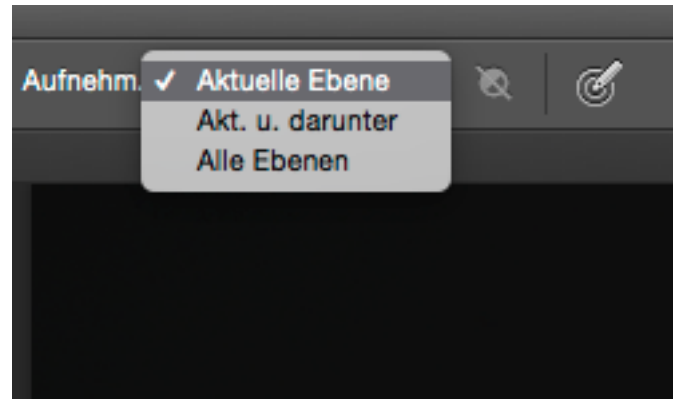 Aufnehm. ✓ Aktuelle Ebene
Akt. u. darunter
Alle Ebenen